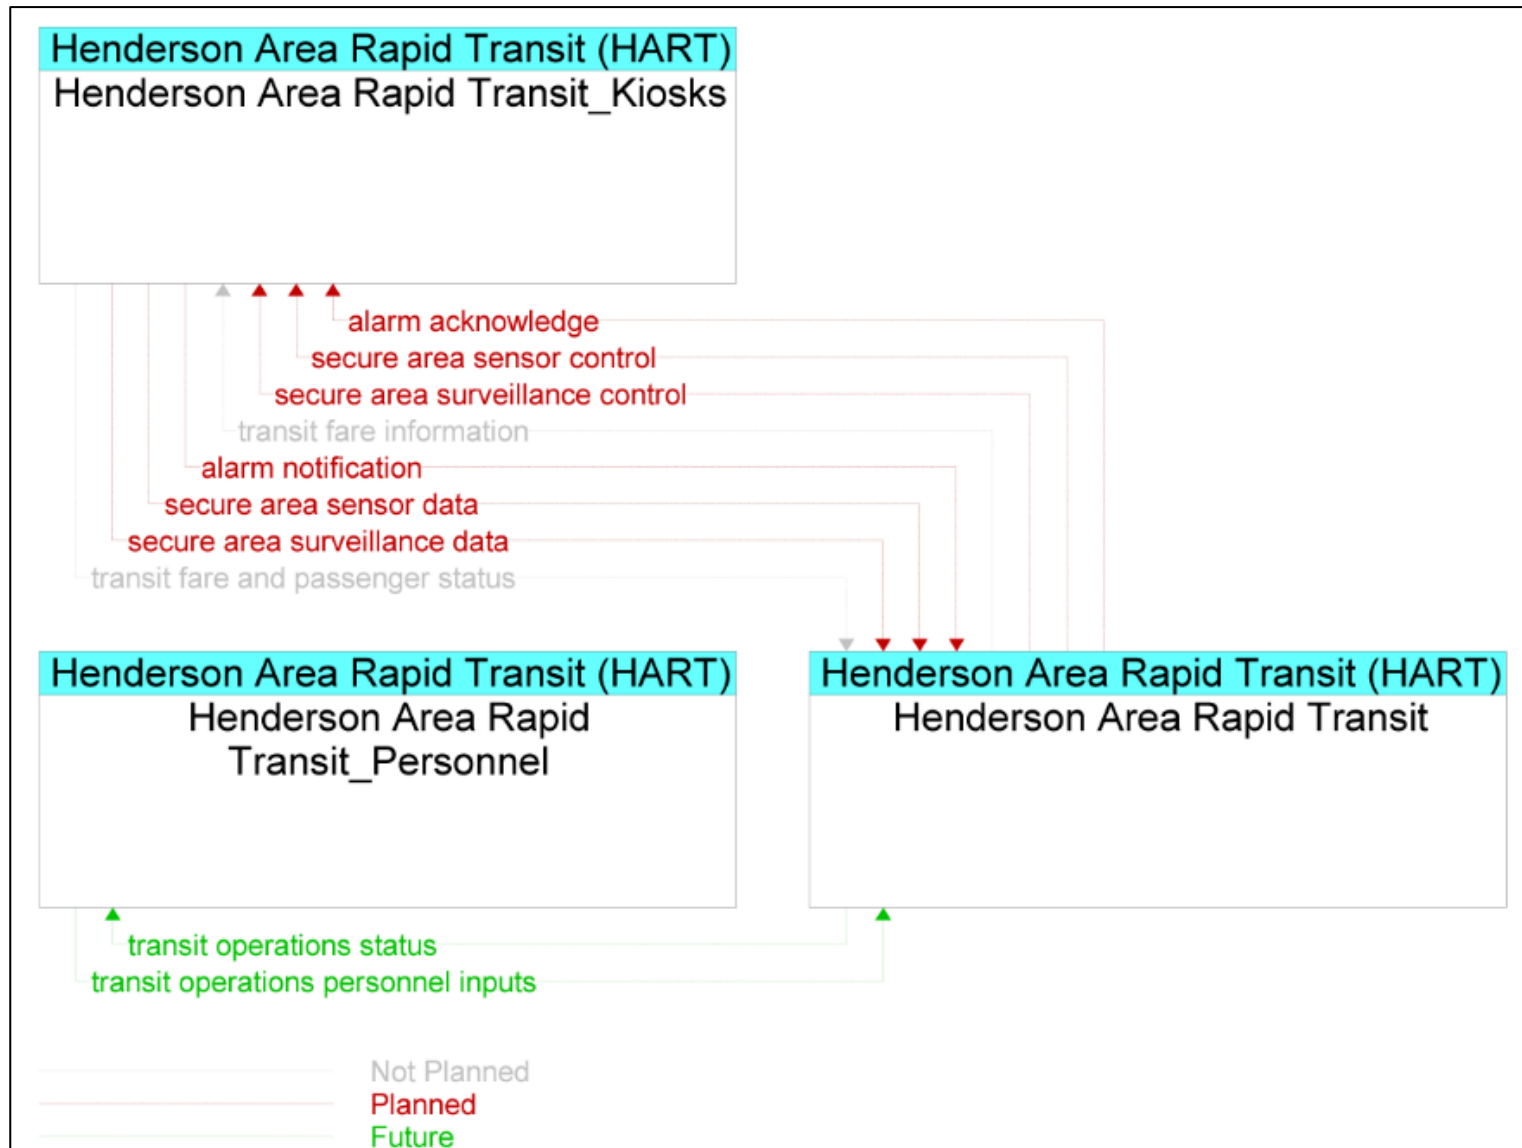 Henderson Area Rapid Transit (HART)
Henderson Area Rapid Transit_Kiosks
alarm acknowledge
secure area sensor control
secure area surveillance control
transit fare information
alarm notification
secure area sensor data
secure area surveillance data
transit fare and passenger status
Henderson Area Rapid Transit (HART)
Henderson Area Rapid
Transit_Personnel
Henderson Area Rapid Transit (HART)
Henderson Area Rapid Transit
transit operations status
transit operations personnel inputs
Not Planned
Planned
Future